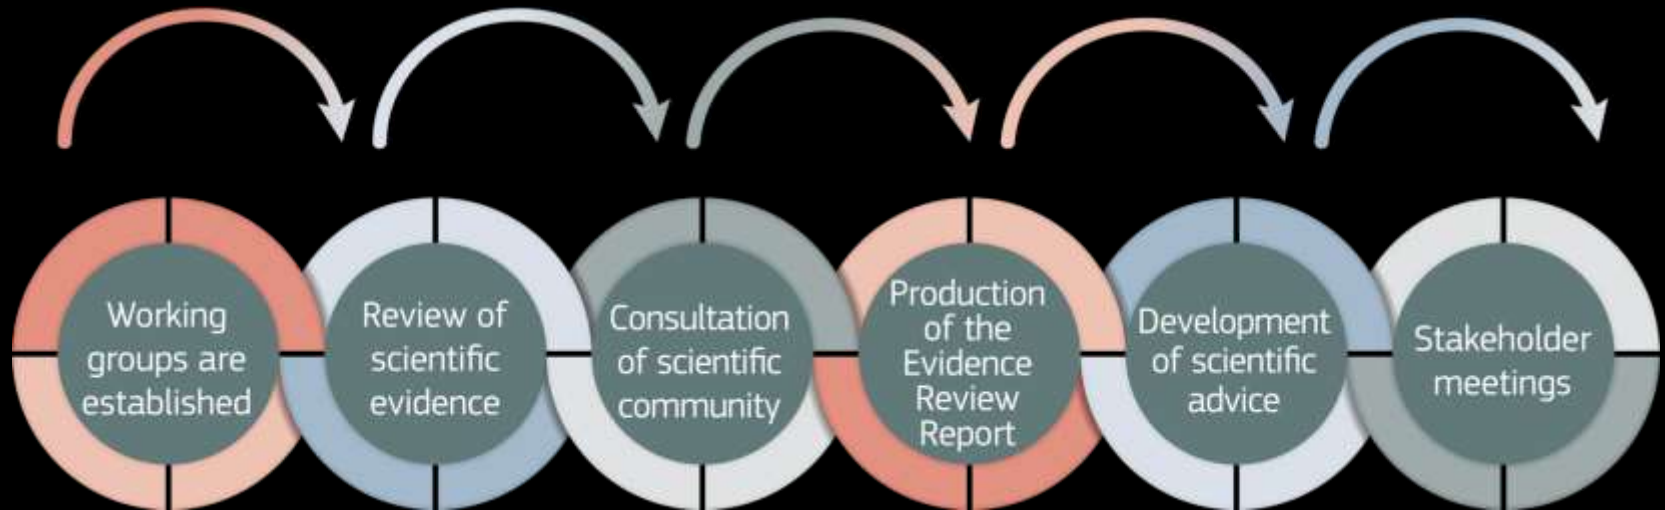 Working
groups are
established
Review of
scientific
evidence
Consultation
of scientific
community
Production
of the
Evidence
Review
Report
Development
of scientific
advice
Stakeholder
meetings